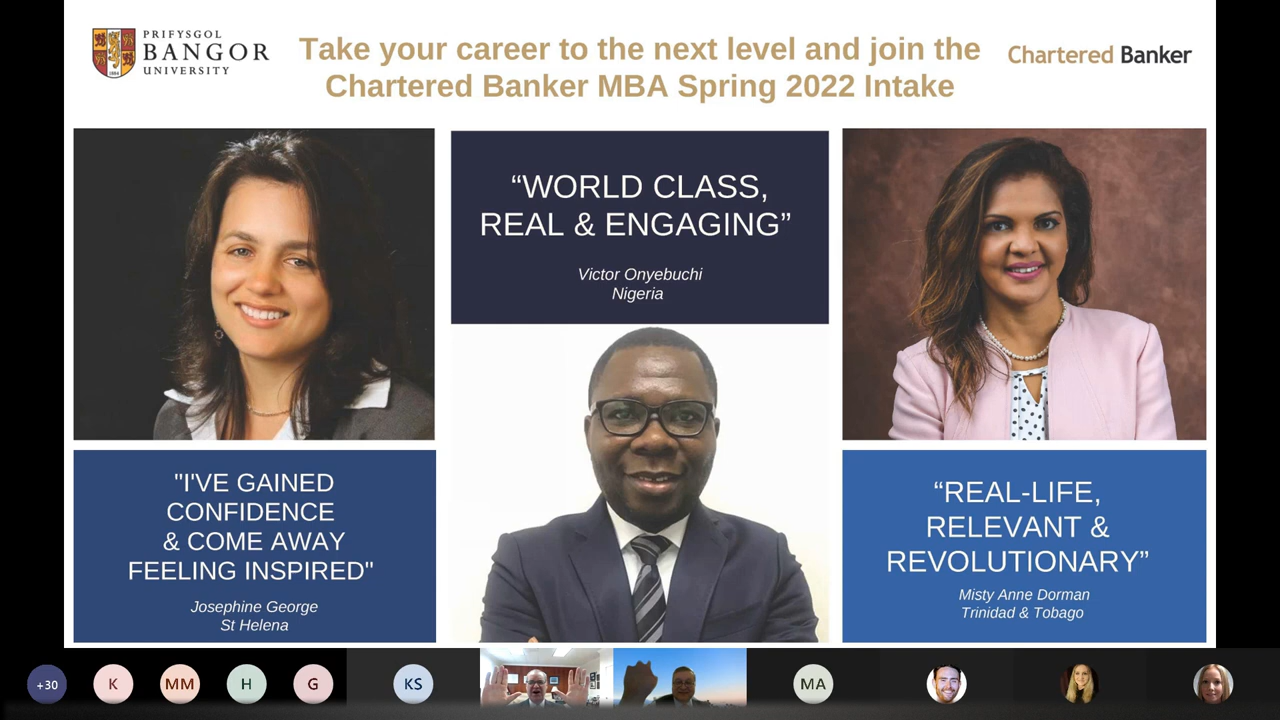 PRIFYSGOL
BANGOR
UNIVERSITY
Take your career to the next level and join the
Chartered Banker MBA Spring 2022 Intake
Chartered Banker
"I'VE GAINED
CONFIDENCE
& COME AWAY
FEELING INSPIRED"
Josephine George
St Helena
“WORLD CLASS,
REAL & ENGAGING”
Victor Onyebuchi
Nigeria
“REAL-LIFE,
RELEVANT &
REVOLUTIONARY”
Misty Anne Dorman
Trinidad & Tobago
+30
K
MM
H
G
KS
MA